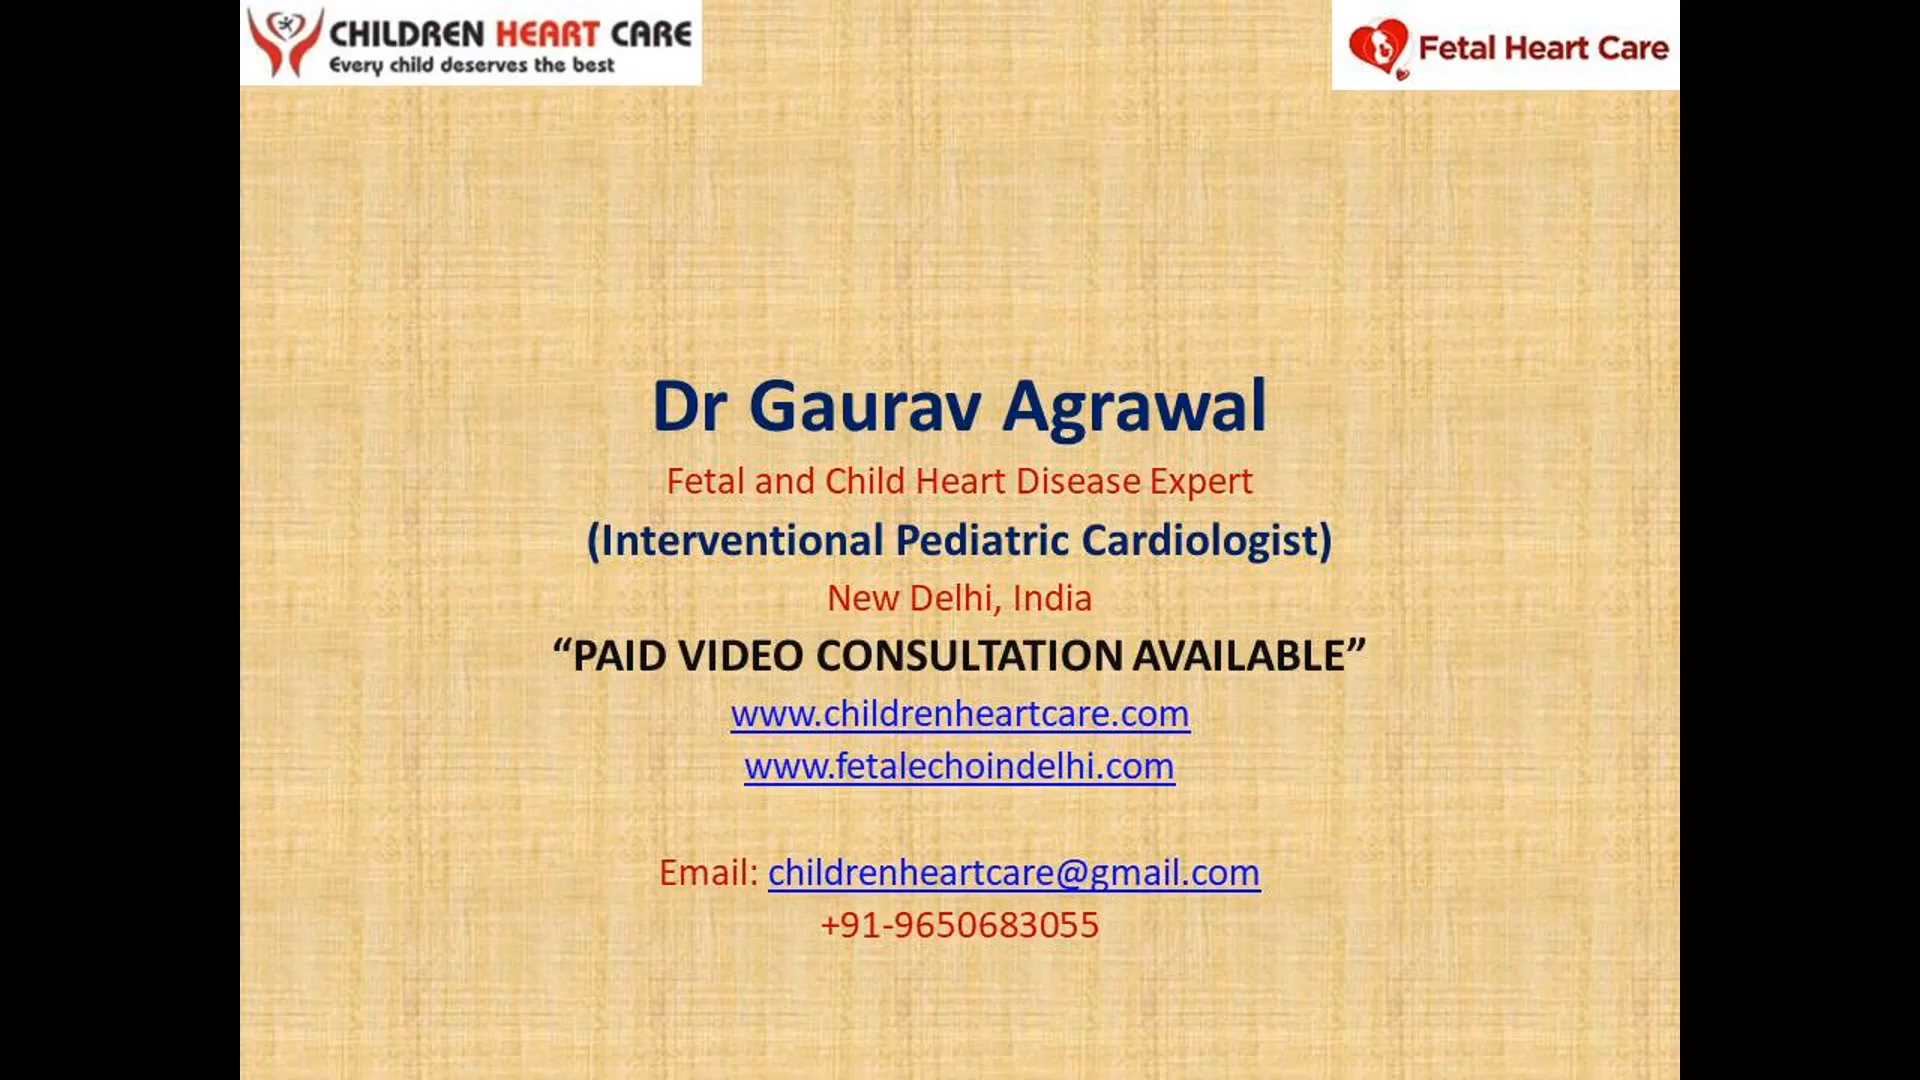 CHILDREN HEART CARE
Every child deserves the best
Fetal Heart Care
Dr Gaurav Agrawal
Fetal and Child Heart Disease Expert
(Interventional Pediatric Cardiologist)
New Delhi, India
“PAID VIDEO CONSULTATION AVAILABLE”
www.childrenheartcare.com
www.fetalechoindelhi.com
Email: childrenheartcare@gmail.com
+91-9650683055